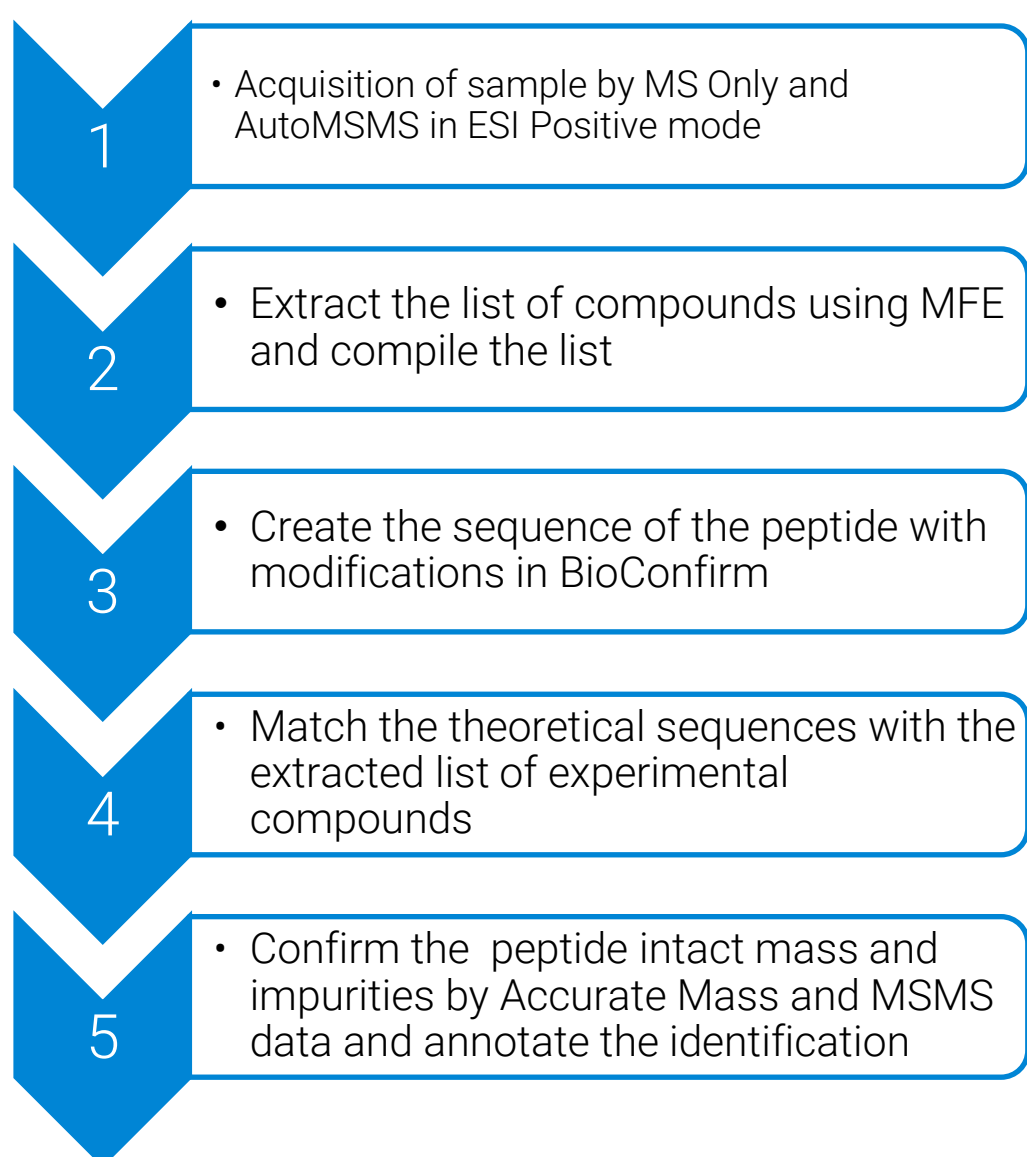 1
• Acquisition of sample by MS Only and
AutoMSMS in ESI Positive mode
2
• Extract the list of compounds using MFE
and compile the list
3
• Create the sequence of the peptide with
modifications in BioConfirm
4
• Match the theoretical sequences with the
extracted list of experimental
compounds
5
• Confirm the  peptide intact mass and
impurities by Accurate Mass and MSMS
data and annotate the identification